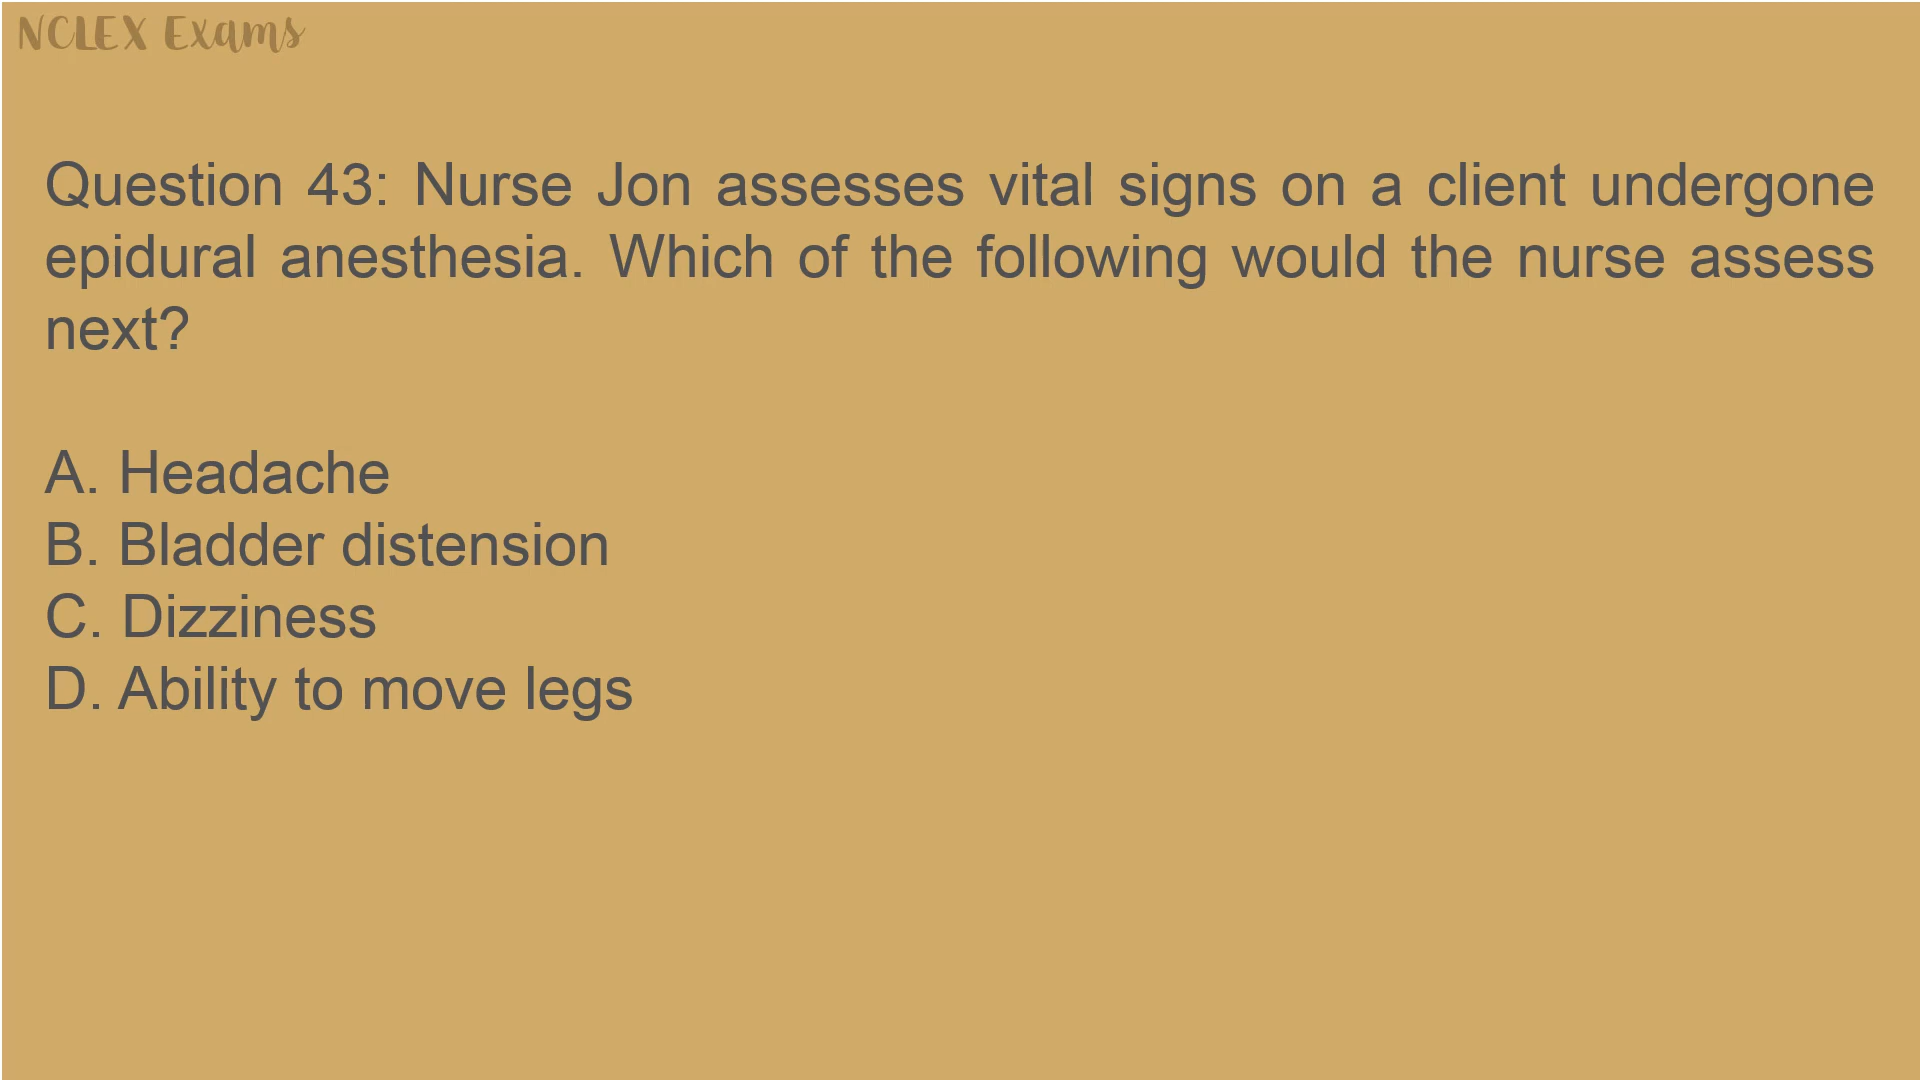 NCLEX Exams
Question 43: Nurse Jon assesses vital signs on a client undergone
epidural anesthesia. Which of the following would the nurse assess
next?
A. Headache
B. Bladder distension
C. Dizziness
D. Ability to move legs